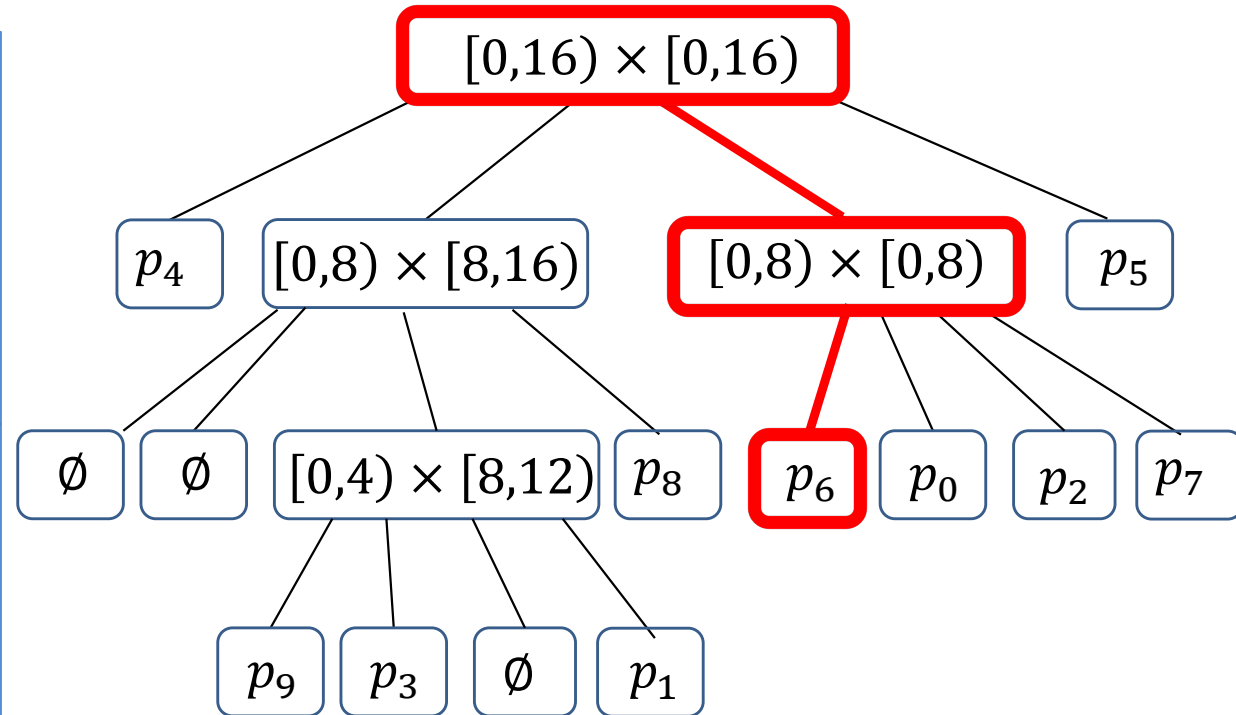 [0,16) × [0,16)
p₄ [0,8) × [8,16) [0,8) × [0,8) p₅
∅ ∅ [0,4) × [8,12) p₈ p₆ p₀ p₂ p₇
p₉ p₃ ∅ p₁